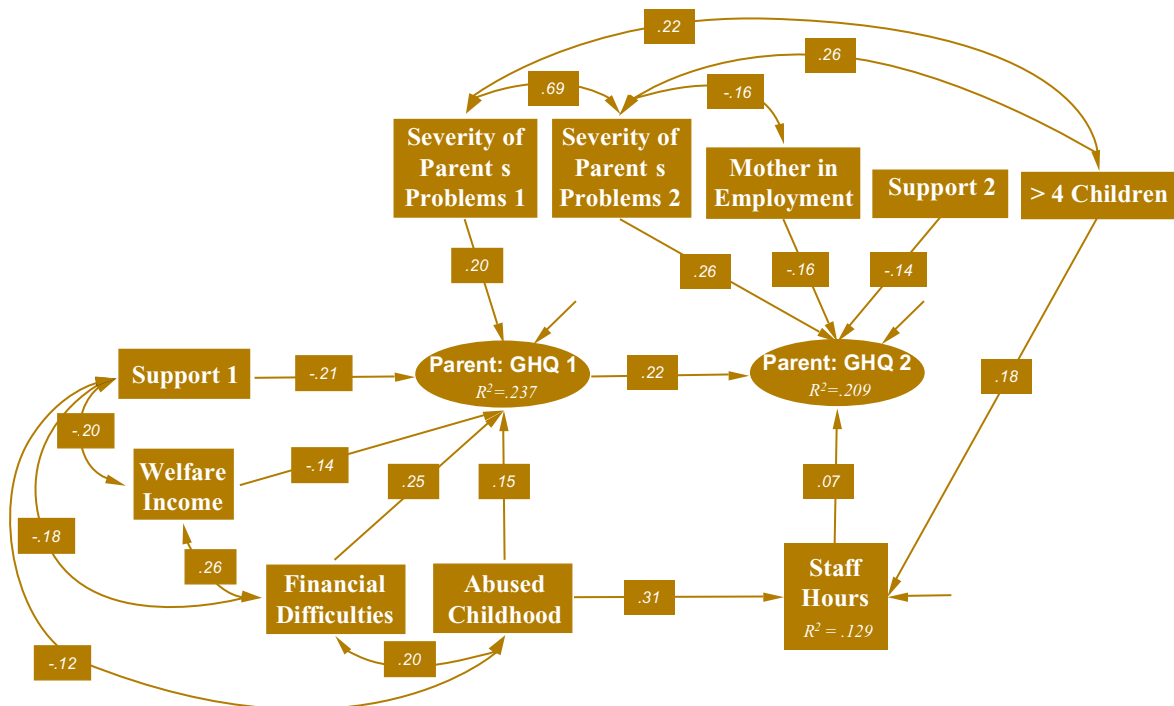 .22
.26
.69
-.16
Severity of
Parent s
Problems 1
Severity of
Parent s
Problems 2
Mother in
Employment
Support 2
> 4 Children
.20
.26
-.16
-.14
Support 1
-.21
Parent: GHQ 1
R²=.237
.22
Parent: GHQ 2
R²=.209
.18
-.20
Welfare
Income
-.14
.25
.15
.07
-.18
.26
Financial
Difficulties
Abused
Childhood
.31
Staff
Hours
R² = .129
-.12
.20